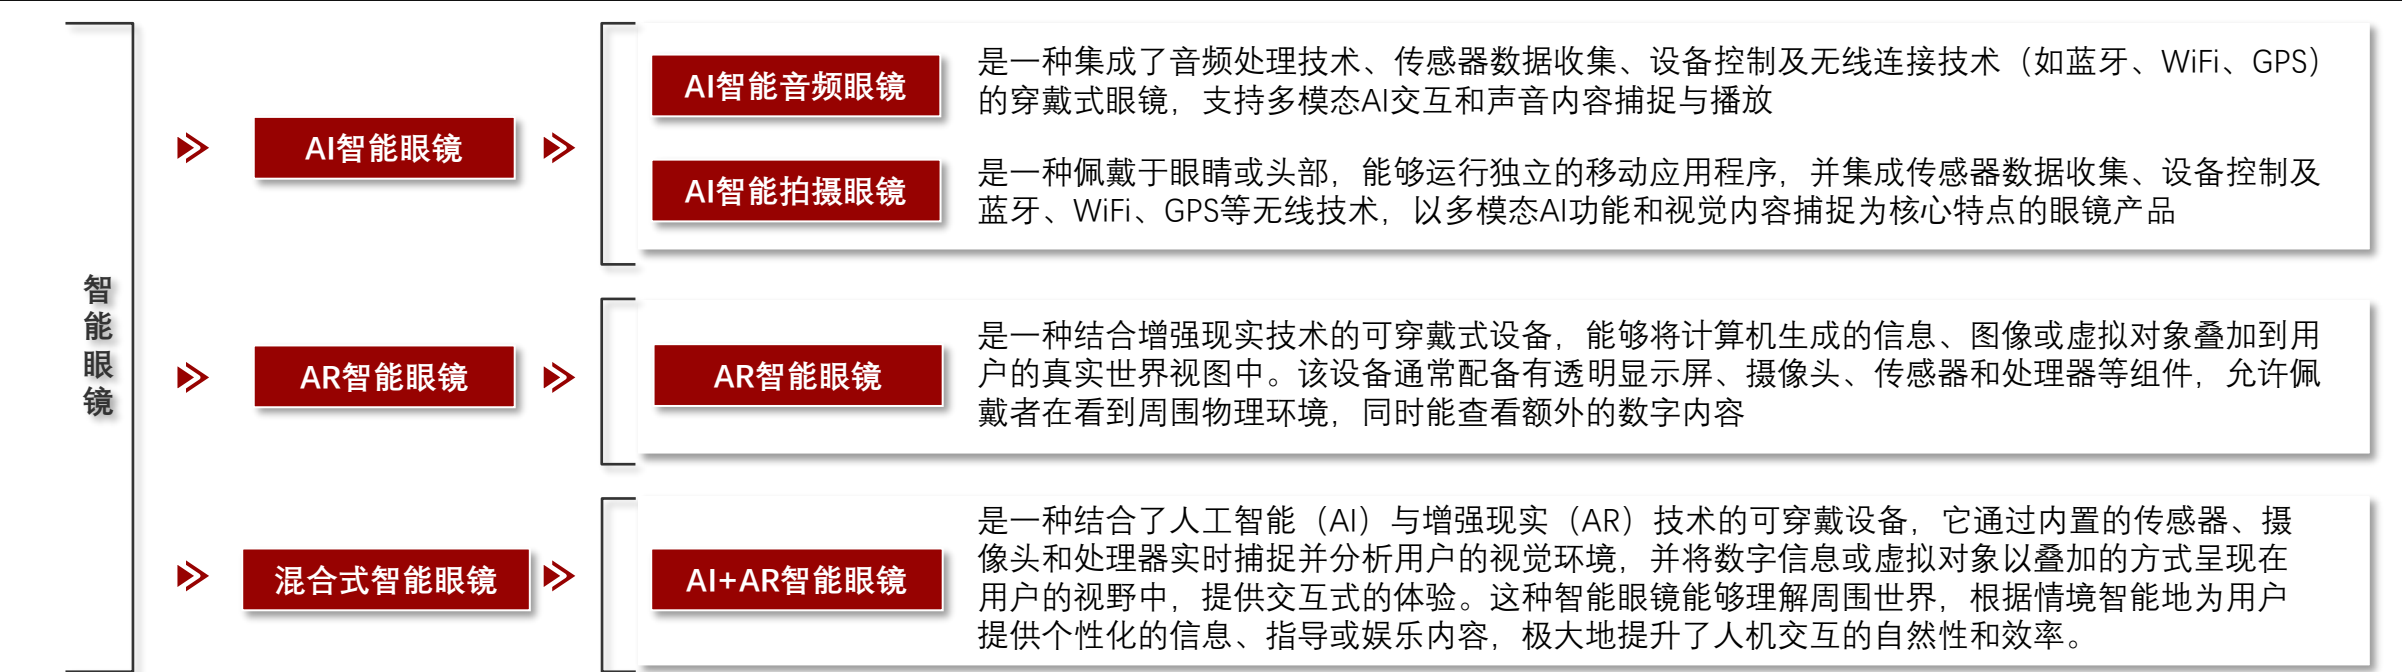 智能眼镜
AI智能眼镜
AI智能音频眼镜
是一种集成了音频处理技术、传感器数据收集、设备控制及无线连接技术（如蓝牙、WiFi、GPS）
的穿戴式眼镜，支持多模态AI交互和声音内容捕捉与播放
AI智能拍摄眼镜
是一种佩戴于眼睛或头部，能够运行独立的移动应用程序，并集成传感器数据收集、设备控制及
蓝牙、WiFi、GPS等无线技术，以多模态AI功能和视觉内容捕捉为核心特点的眼镜产品
AR智能眼镜
AR智能眼镜
是一种结合增强现实技术的可穿戴式设备，能够将计算机生成的信息、图像或虚拟对象叠加到用
户的真实世界视图中。该设备通常配备有透明显示屏、摄像头、传感器和处理器等组件，允许佩
戴者在看到周围物理环境，同时能查看额外的数字内容
混合式智能眼镜
AI+AR智能眼镜
是一种结合了人工智能（AI）与增强现实（AR）技术的可穿戴设备，它通过内置的传感器、摄
像头和处理器实时捕捉并分析用户的视觉环境，并将数字信息或虚拟对象以叠加的方式呈现在
用户的视野中，提供交互式的体验。这种智能眼镜能够理解周围世界，根据情境智能地为用户
提供个性化的信息、指导或娱乐内容，极大地提升了人机交互的自然性和效率。